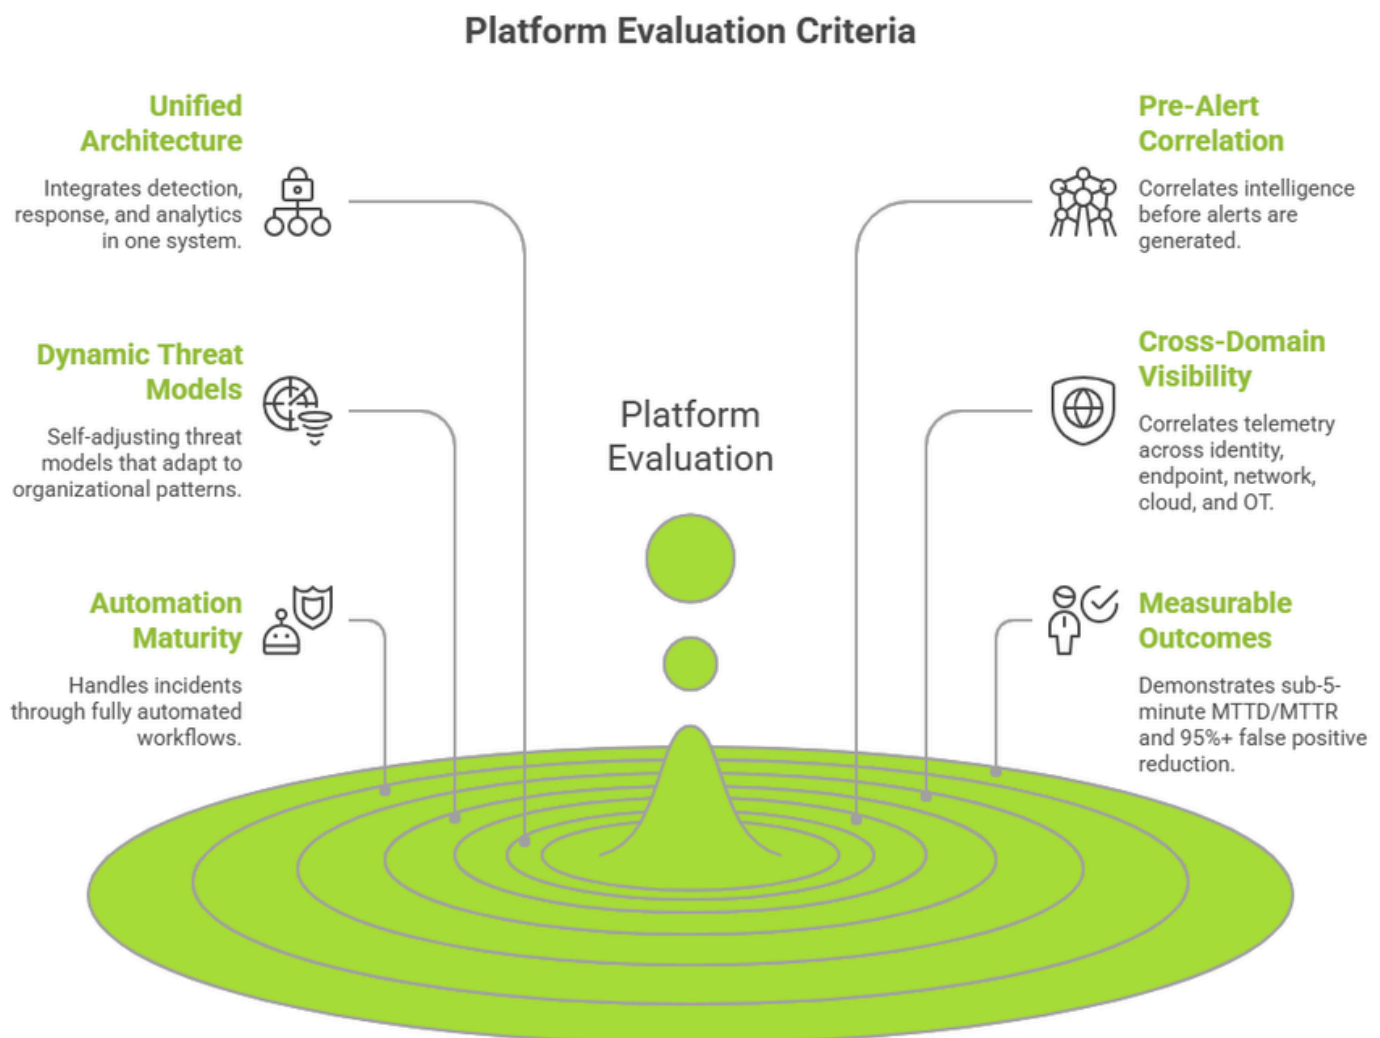 Platform Evaluation Criteria
Unified
Architecture
Integrates detection,
response, and analytics
in one system.
Dynamic Threat
Models
Self-adjusting threat
models that adapt to
organizational patterns.
Automation
Maturity
Handles incidents
through fully automated
workflows.
Platform
Evaluation
Pre-Alert
Correlation
Correlates intelligence
before alerts are
generated.
Cross-Domain
Visibility
Correlates telemetry
across identity,
endpoint, network,
cloud, and OT.
Measurable
Outcomes
Demonstrates sub-5-
minute MTTD/MTTR
and 95%+ false positive
reduction.